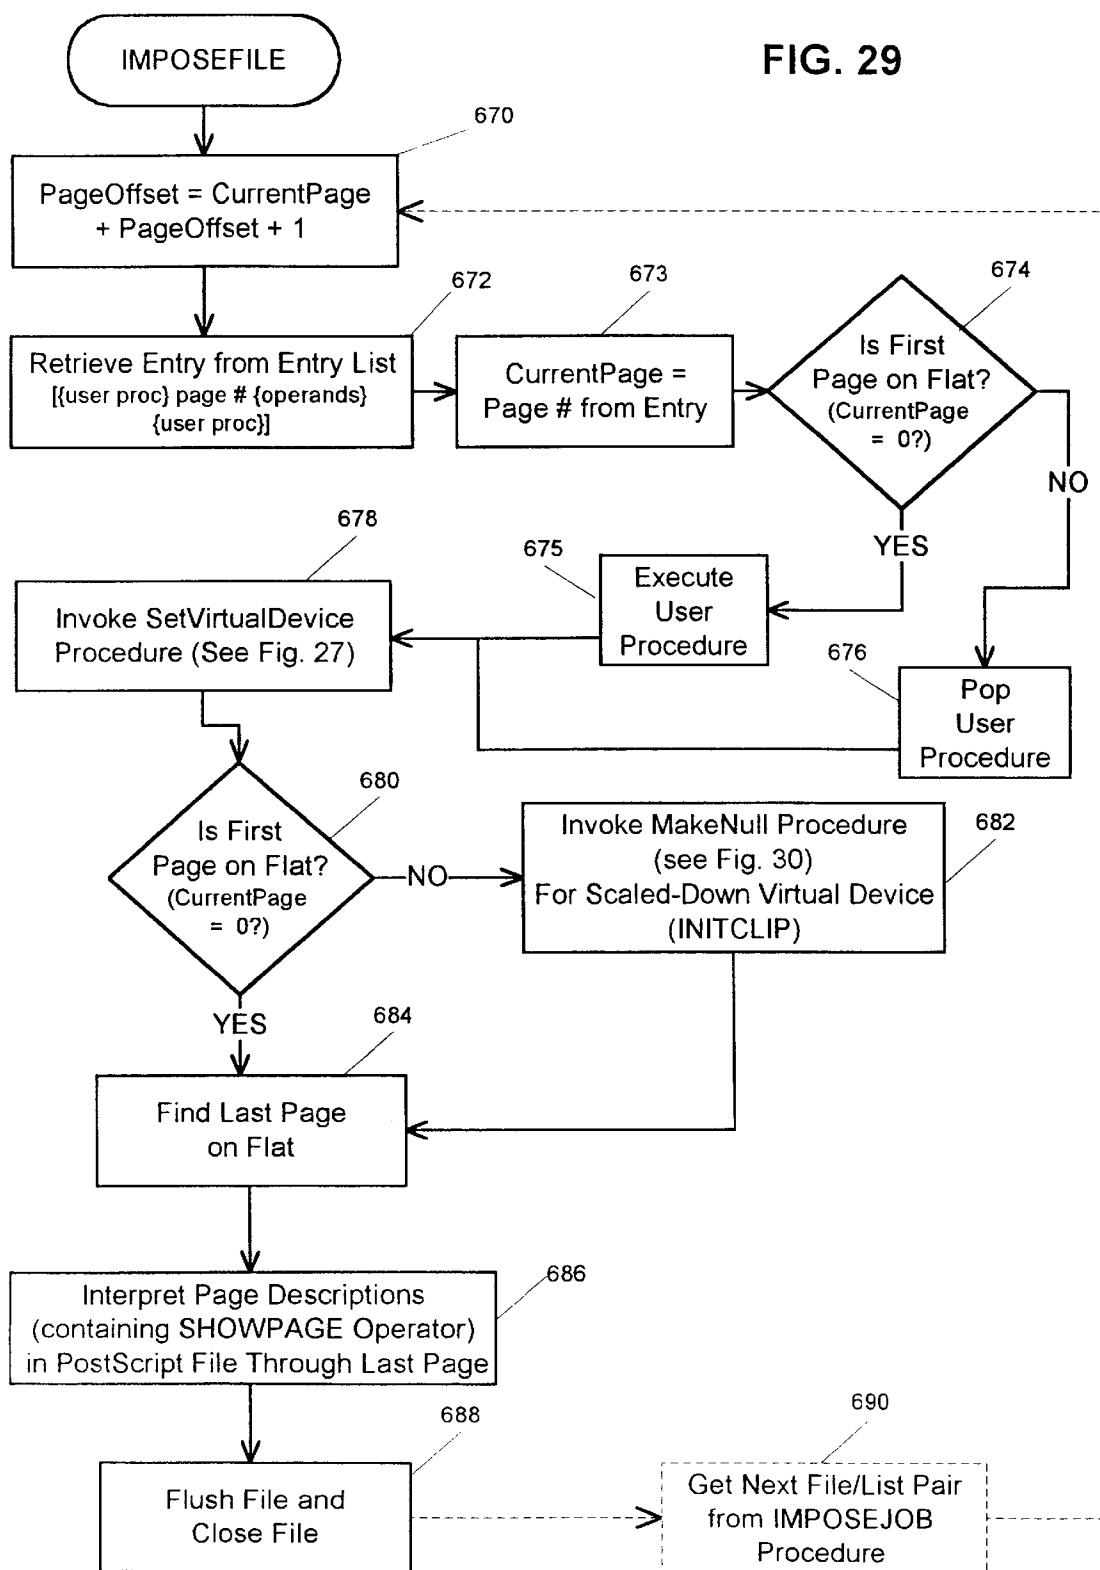 IMPOSEFILE
FIG. 29
670
PageOffset = CurrentPage
+ PageOffset + 1
672
Retrieve Entry from Entry List
[{user proc} page # {operands}
{user proc}]
673
CurrentPage =
Page # from Entry
674
Is First
Page on Flat?
(CurrentPage
= 0?)
NO
YES
675
Execute
User
Procedure
676
Pop
User
Procedure
678
Invoke SetVirtualDevice
Procedure (See Fig. 27)
680
Is First
Page on Flat?
(CurrentPage
= 0?)
NO
YES
682
Invoke MakeNull Procedure
(see Fig. 30)
For Scaled-Down Virtual Device
(INITCLIP)
684
Find Last Page
on Flat
686
Interpret Page Descriptions
(containing SHOWPAGE Operator)
in PostScript File Through Last Page
688
Flush File and
Close File
690
Get Next File/List Pair
from IMPOSEJOB
Procedure